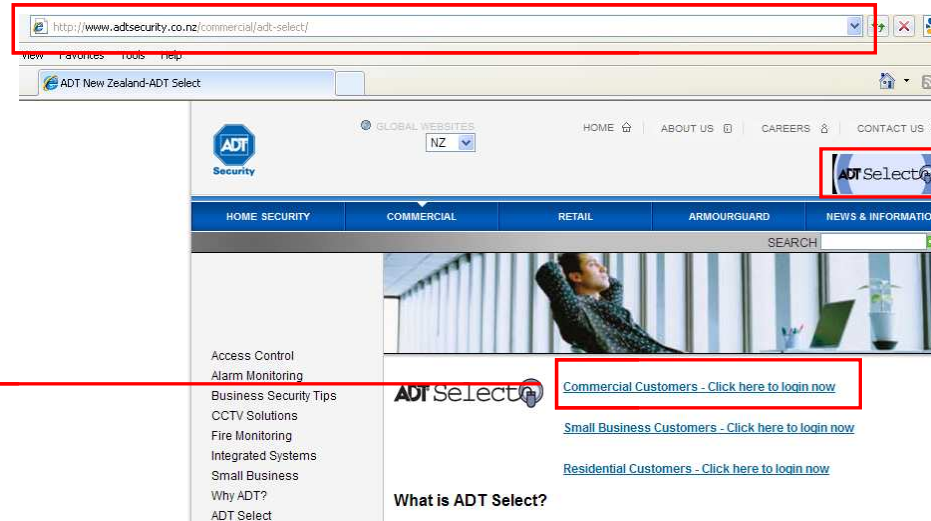 http://www.adtsecurity.co.nz/commercial/adt-select/
View Favorites Tools Help
ADT New Zealand-ADT Select
GLOBAL WEBSITES
HOME ABOUT US CAREERS CONTACT US
NZ
ADT
Security
ADT Select
HOME SECURITY COMMERCIAL RETAIL ARMOURGUARD NEWS & INFORMATIO
SEARCH
Access Control
Alarm Monitoring
Business Security Tips
CCTV Solutions
Fire Monitoring
Integrated Systems
Small Business
Why ADT?
ADT Select
ADT Select
Commercial Customers - Click here to login now
Small Business Customers - Click here to login now
Residential Customers - Click here to login now
What is ADT Select?